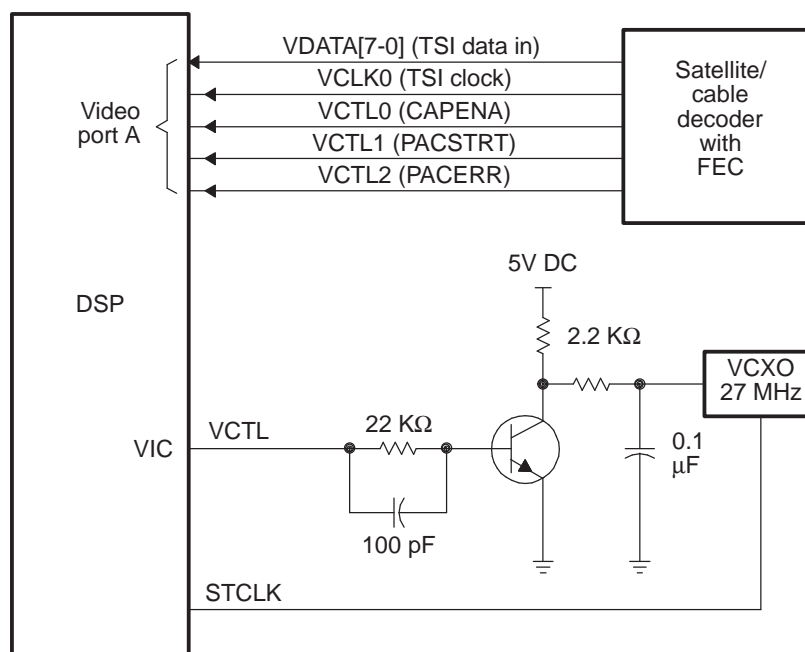 VDATA[7-0] (TSI data in)
VCLK0 (TSI clock)
VCTL0 (CAPENA)
VCTL1 (PACSTRT)
VCTL2 (PACERR)
Video
port A
Satellite/
cable
decoder
with
FEC
DSP
5V DC
2.2 KΩ
VCXO
27 MHz
VIC
VCTL
22 KΩ
0.1
μF
100 pF
STCLK